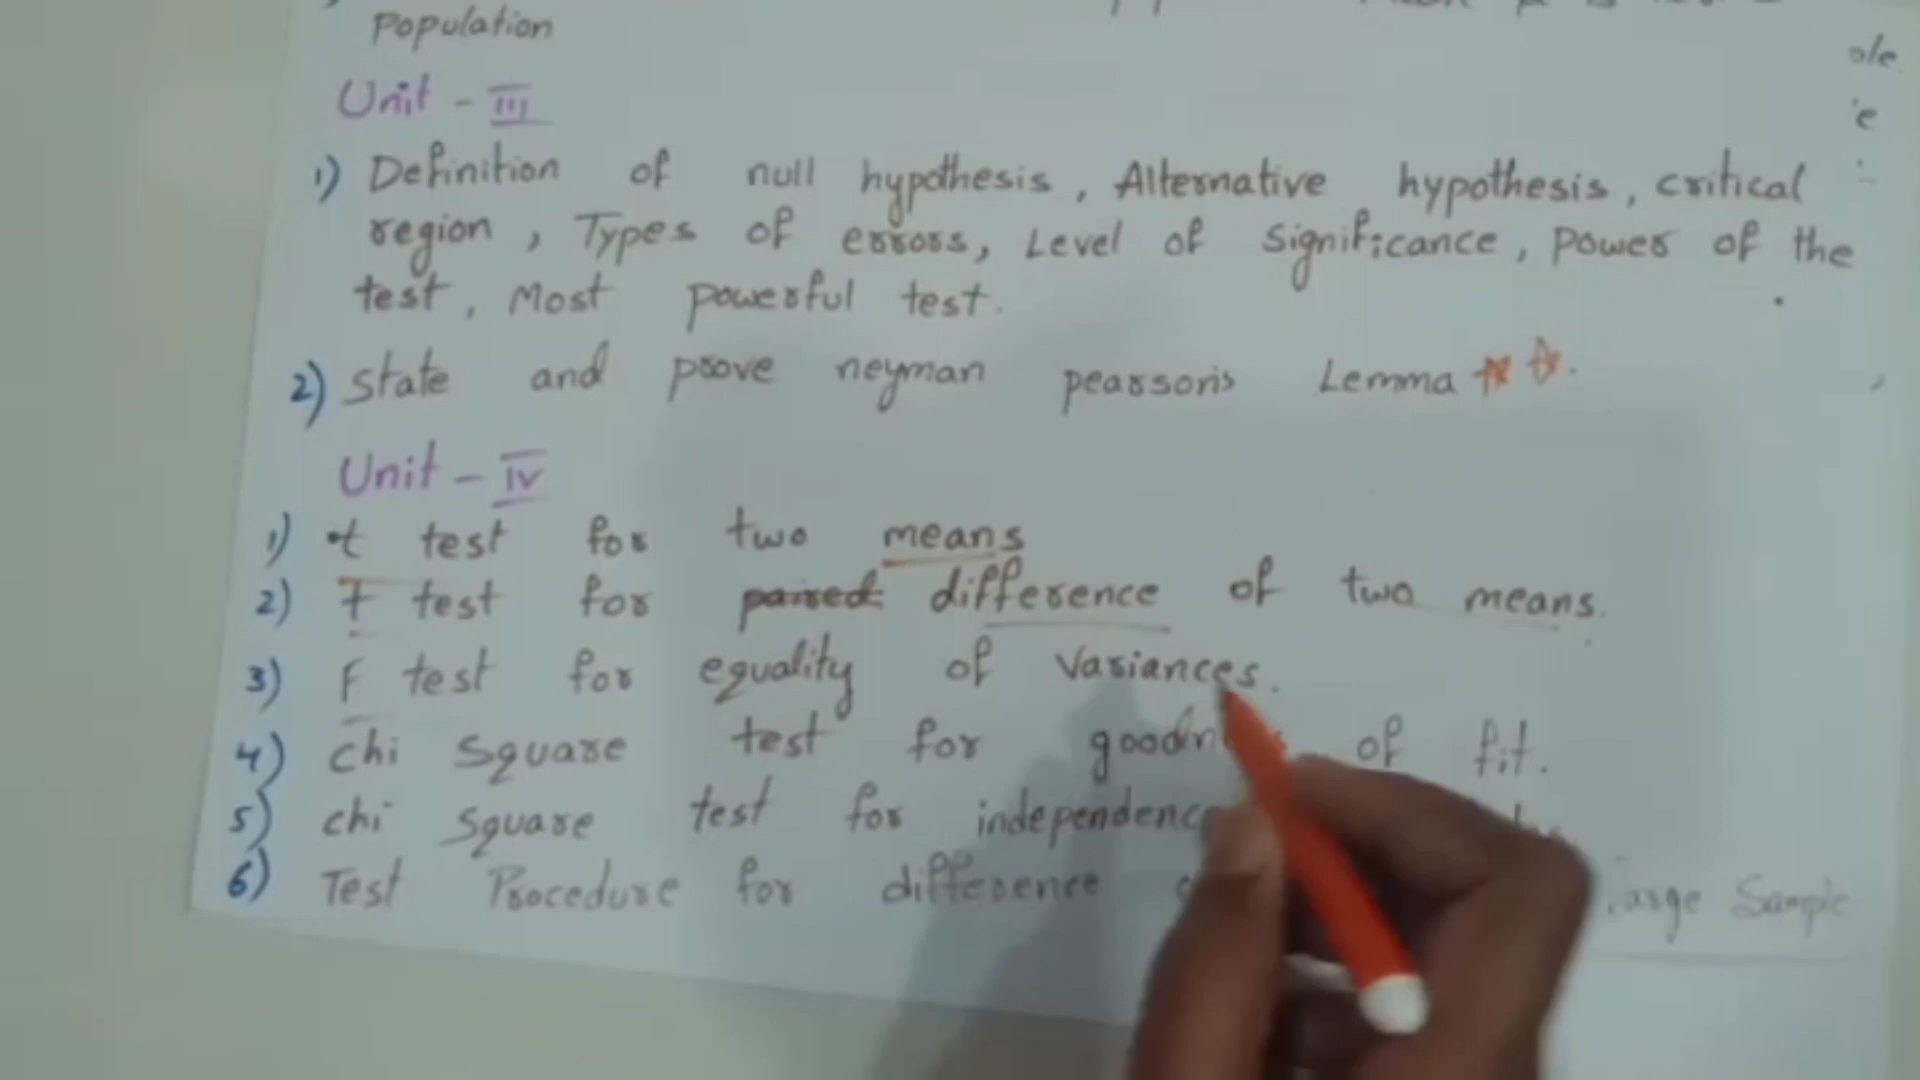 Population
ole.
Unit - III
1) Definition of null hypothesis, Alternative hypothesis, critical
region, Types of errors, Level of significance, power of the
test, Most powerful test.
2) State and prove neyman pearson's Lemma
Unit - IV
1) t test for two means
2) F test for paired difference of two means.
3) F test for equality of variances.
4) chi square test for of fit.
5) chi square test for
6) Test Procedure for difference Large Sample